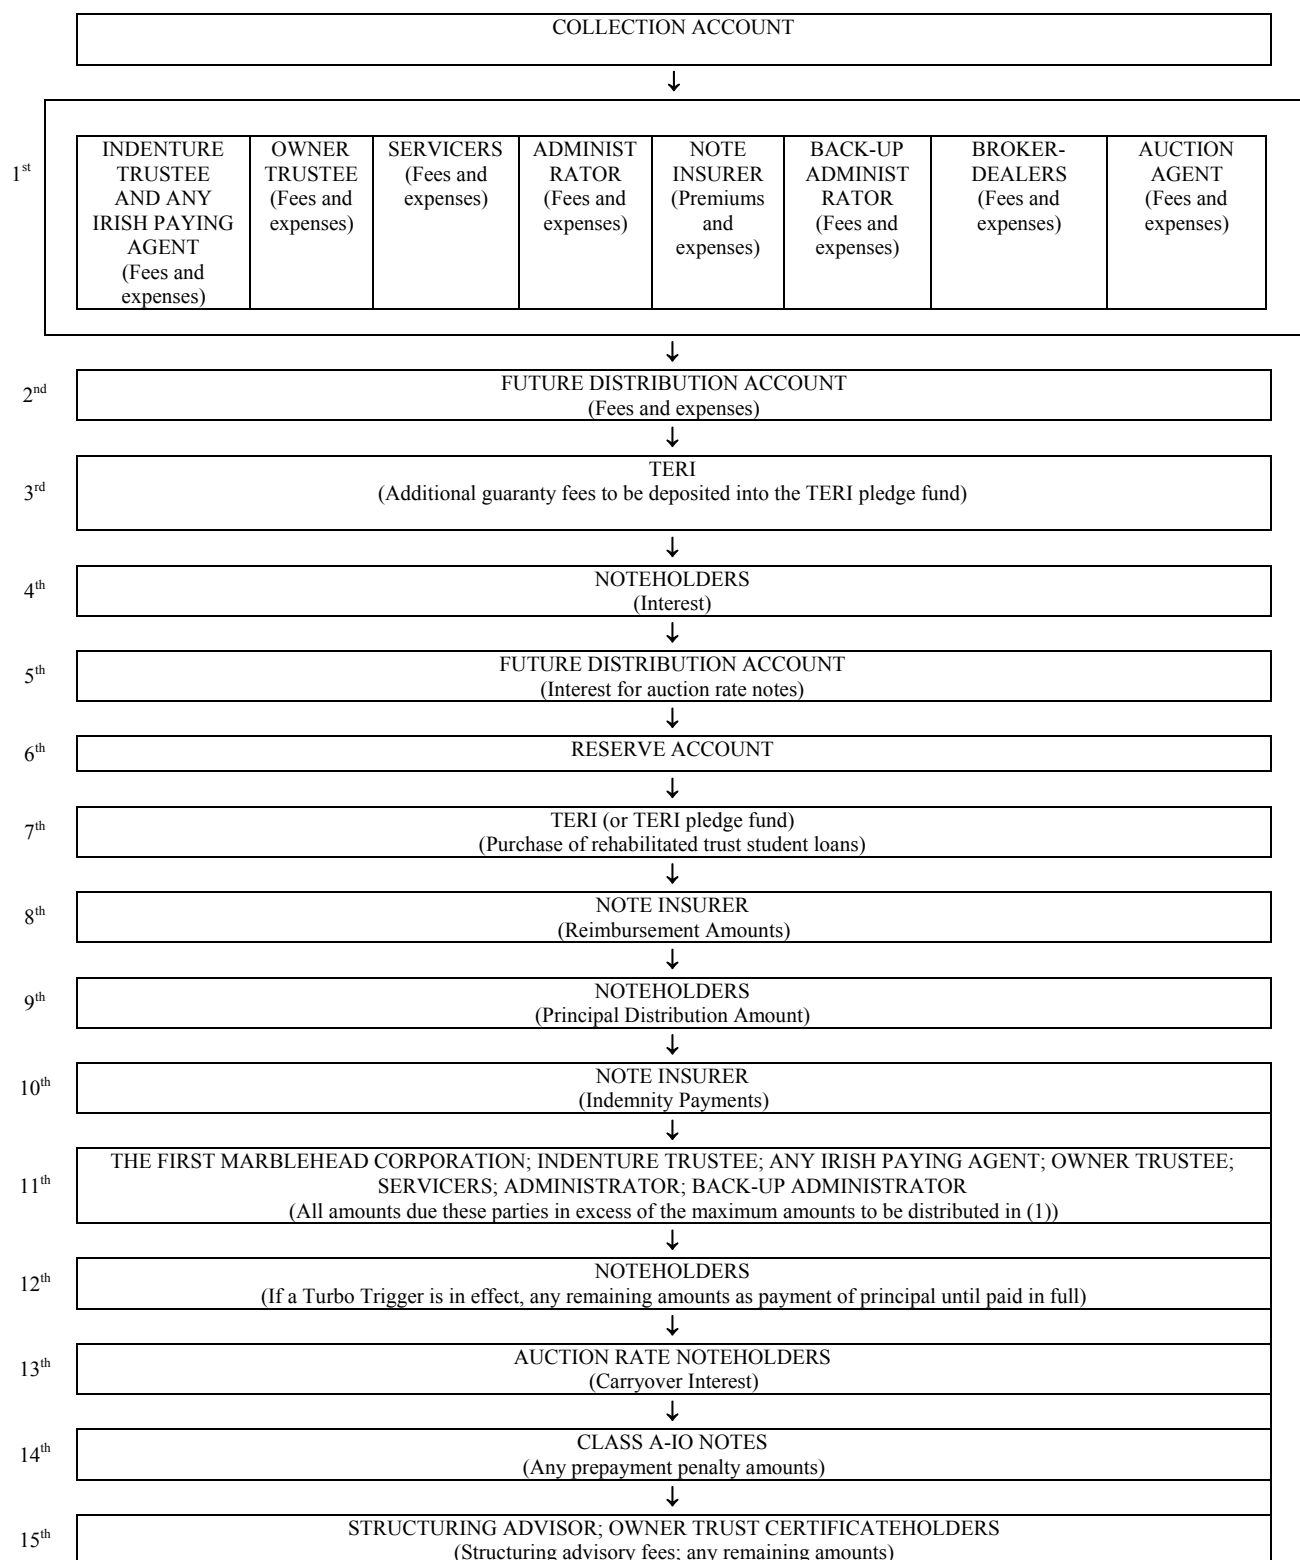 COLLECTION ACCOUNT
↓
1st
INDENTURE
TRUSTEE
AND ANY
IRISH PAYING
AGENT
(Fees and
expenses)
OWNER
TRUSTEE
(Fees and
expenses)
SERVICERS
(Fees and
expenses)
ADMINIST
RATOR
(Fees and
expenses)
NOTE
INSURER
(Premiums
and
expenses)
BACK-UP
ADMINIST
RATOR
(Fees and
expenses)
BROKER-
DEALERS
(Fees and
expenses)
AUCTION
AGENT
(Fees and
expenses)
↓
2nd
FUTURE DISTRIBUTION ACCOUNT
(Fees and expenses)
↓
3rd
TERI
(Additional guaranty fees to be deposited into the TERI pledge fund)
↓
4th
NOTEHOLDERS
(Interest)
↓
5th
FUTURE DISTRIBUTION ACCOUNT
(Interest for auction rate notes)
↓
6th
RESERVE ACCOUNT
↓
7th
TERI (or TERI pledge fund)
(Purchase of rehabilitated trust student loans)
↓
8th
NOTE INSURER
(Reimbursement Amounts)
↓
9th
NOTEHOLDERS
(Principal Distribution Amount)
↓
10th
NOTE INSURER
(Indemnity Payments)
↓
11th
THE FIRST MARBLEHEAD CORPORATION; INDENTURE TRUSTEE; ANY IRISH PAYING AGENT; OWNER TRUSTEE;
SERVICERS; ADMINISTRATOR; BACK-UP ADMINISTRATOR
(All amounts due these parties in excess of the maximum amounts to be distributed in (1))
↓
12th
NOTEHOLDERS
(If a Turbo Trigger is in effect, any remaining amounts as payment of principal until paid in full)
↓
13th
AUCTION RATE NOTEHOLDERS
(Carryover Interest)
↓
14th
CLASS A-IO NOTES
(Any prepayment penalty amounts)
↓
15th
STRUCTURING ADVISOR; OWNER TRUST CERTIFICATEHOLDERS
(Structuring advisory fees; any remaining amounts)